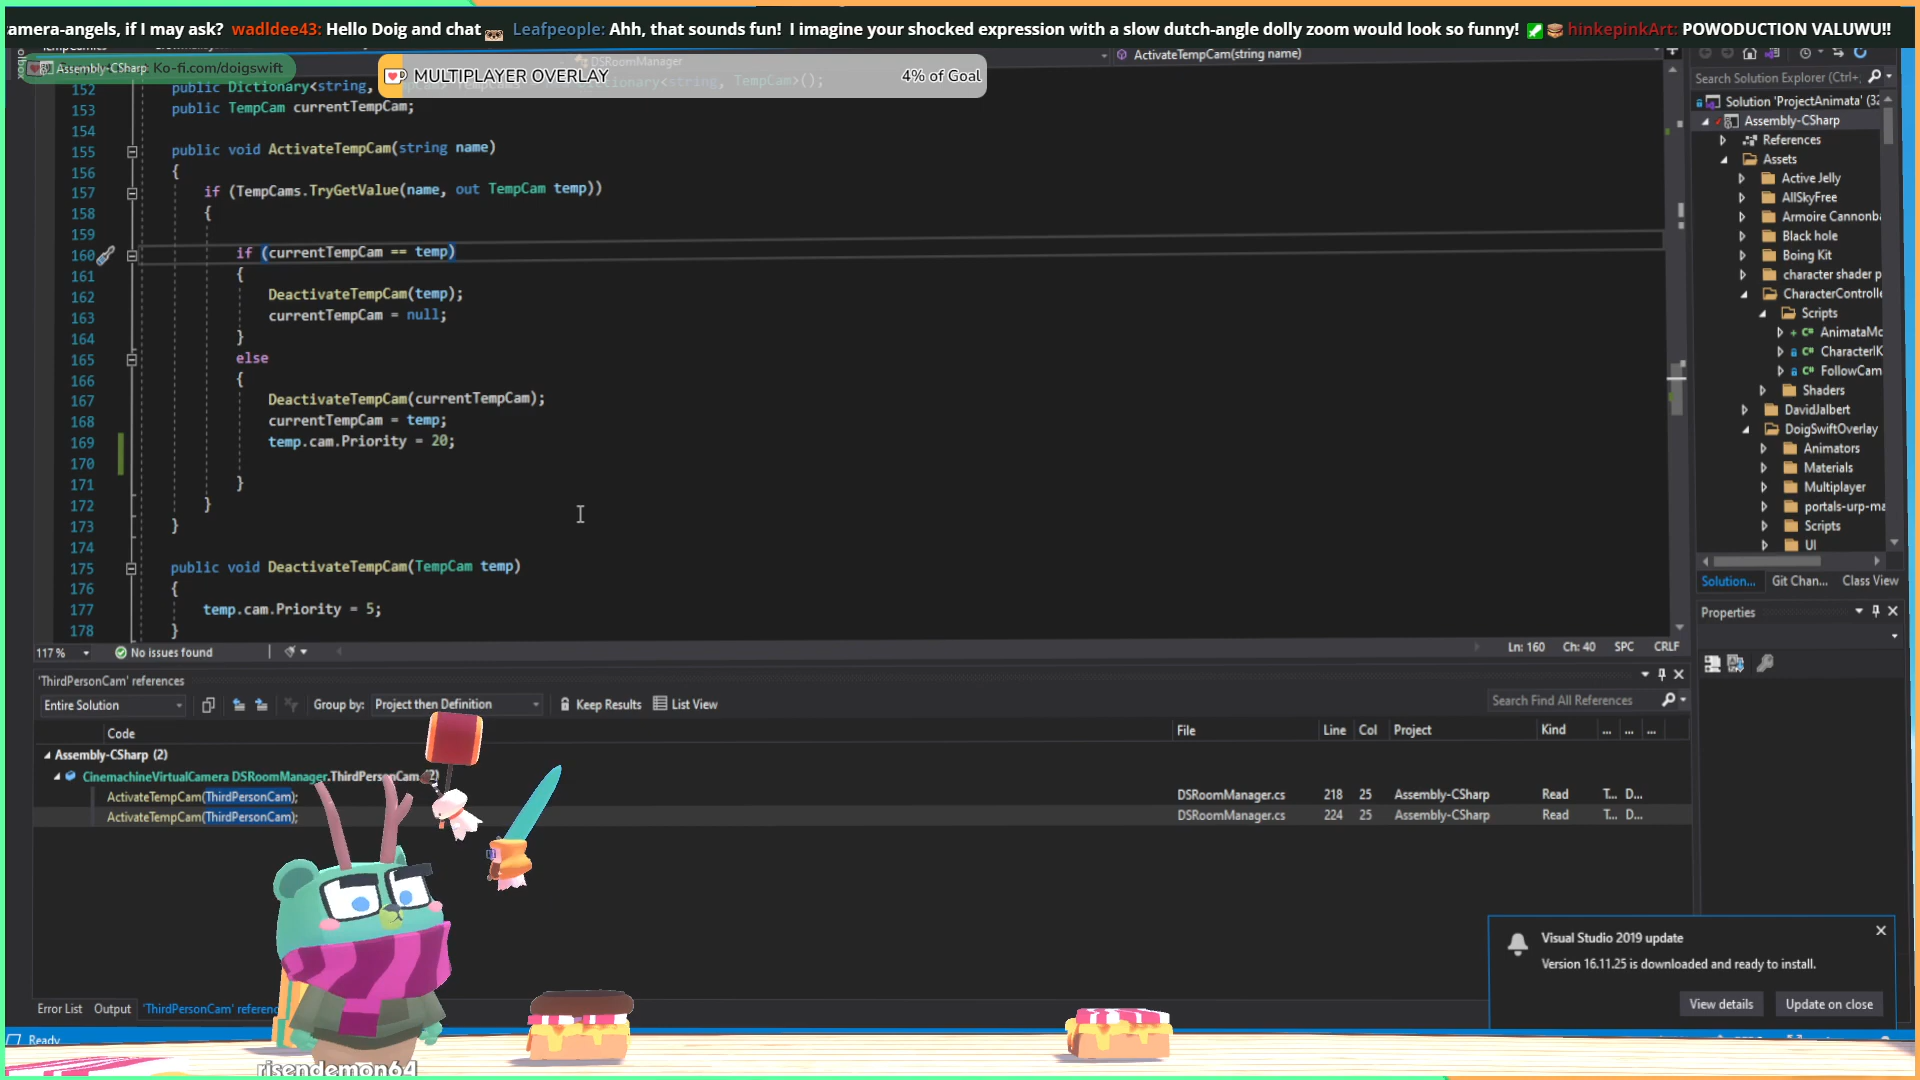 amera-angels, if I may ask? wadldee43: Hello Doig and chat Leafpeople: Ahh, that sounds fun! I imagine your shocked expression with a slow dutch-angle dolly zoom would look so funny! hinkepinkArt: POWODUCTION VALUWU!!
Assembly-CSharp Ko-fi.com/doigswift
MULTIPLAYER OVERLAY 4% of Goal
DSRoomManager
ActivateTempCam(string name)
152 public Dictionary<string,
153 public TempCam currentTempCam;
154
155 public void ActivateTempCam(string name)
156 {
157 if (TempCams.TryGetValue(name, out TempCam temp))
158 {
159
160 if (currentTempCam == temp)
161 {
162 DeactivateTempCam(temp);
163 currentTempCam = null;
164 }
165 else
166 {
167 DeactivateTempCam(currentTempCam);
168 currentTempCam = temp;
169 temp.cam.Priority = 20;
170
171 }
172 }
173 }
174
175 public void DeactivateTempCam(TempCam temp)
176 {
177 temp.cam.Priority = 5;
178 }
117 % No issues found Ln: 160 Ch: 40 SPC CRLF
Search Solution Explorer (Ctrl+;
Solution 'ProjectAnimata' (32
Assembly-CSharp
References
Assets
Active Jelly
AllSkyFree
Armoire Cannonba
Black hole
Boing Kit
character shader p
CharacterControlle
Scripts
C# AnimataMo
C# CharacterIK
C# FollowCam
Shaders
DavidJalbert
DoigSwiftOverlay
Animators
Materials
Multiplayer
portals-urp-ma
Scripts
UI
Solution... Git Chan... Class View
Properties
'ThirdPersonCam' references
Entire Solution Group by: Project then Definition Keep Results List View Search Find All References
Code File Line Col Project Kind ... ... ...
Assembly-CSharp (2)
CinemachineVirtualCamera DSRoomManager.ThirdPersonCam (2)
ActivateTempCam(ThirdPersonCam); DSRoomManager.cs 218 25 Assembly-CSharp Read T... D...
ActivateTempCam(ThirdPersonCam); DSRoomManager.cs 224 25 Assembly-CSharp Read T... D...
Visual Studio 2019 update
Version 16.11.25 is downloaded and ready to install.
View details Update on close
Error List Output 'ThirdPersonCam' referenc
Ready
risendemon64